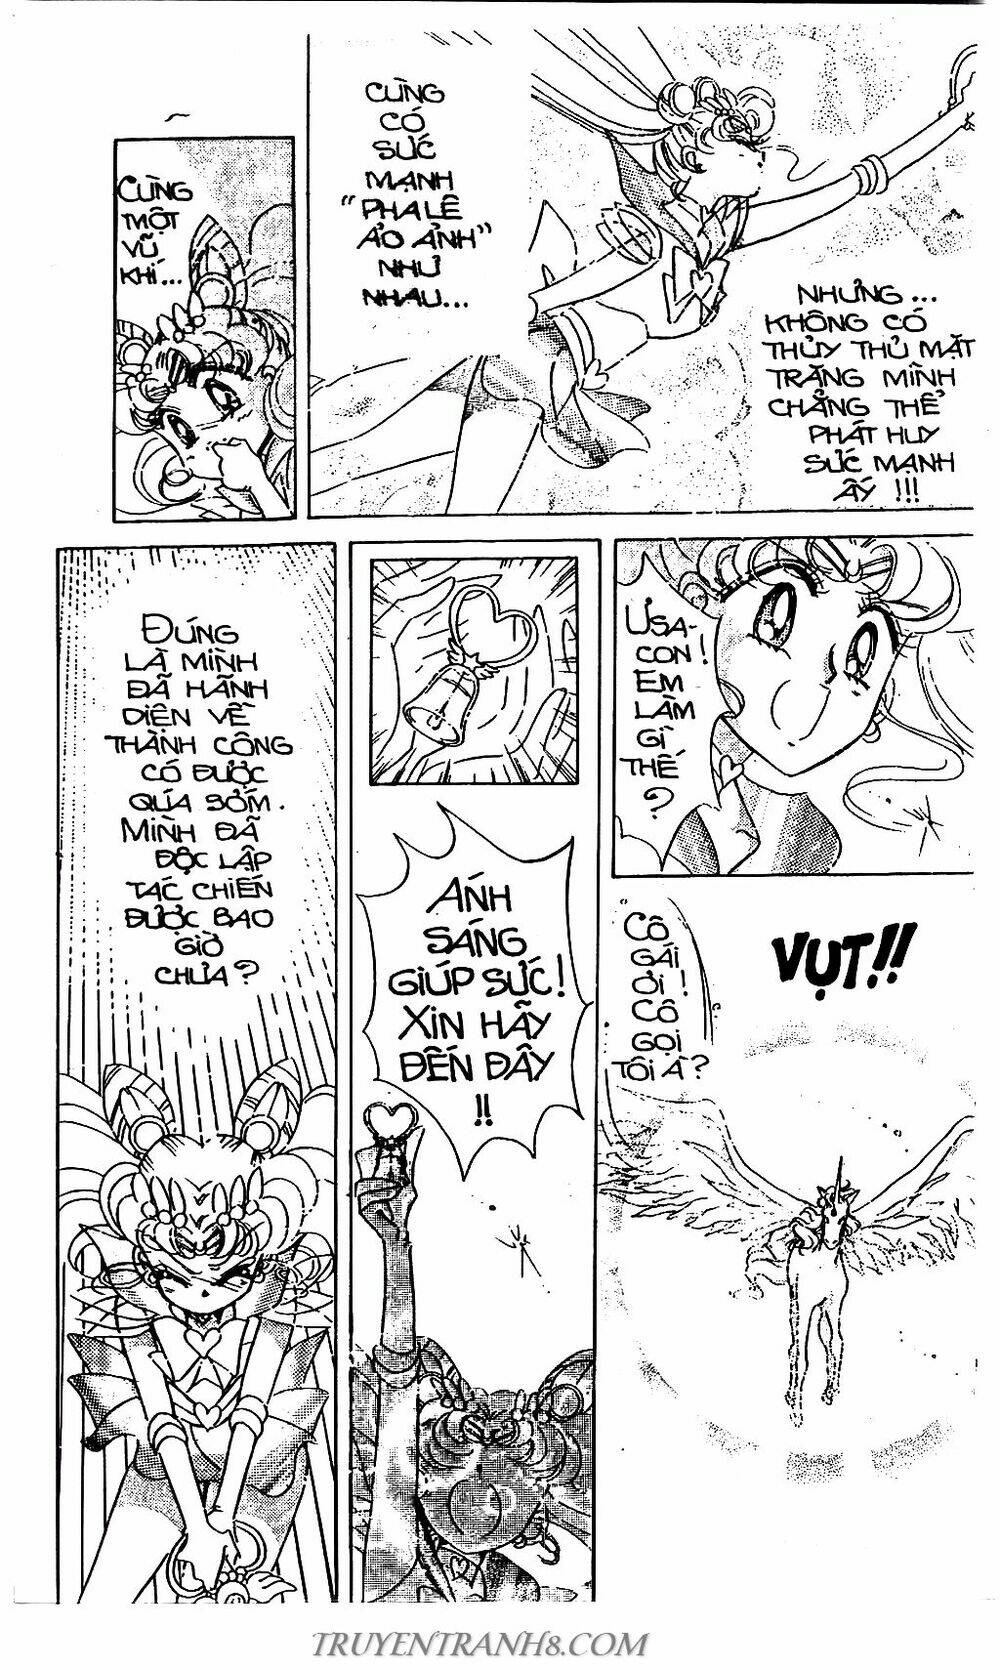 CÙNG
MỘT
VŨ
KHÍ...
CÙNG
CÓ
SỨC
MẠNH
"PHA LÊ
ẢO ẢNH"
NHƯ
NHAU...
NHƯNG...
KHÔNG CÓ
THỦY THỦ MẶT
TRĂNG MÌNH
CHẲNG THỂ
PHÁT HUY
SỨC MẠNH
ẤY !!!
ĐÚNG
LÀ MÌNH
ĐÃ HÃNH
DIỆN VỀ
THÀNH CÔNG
CÓ ĐƯỢC
QÚA SỚM.
MÌNH ĐÃ
ĐỘC LẬP
TÁC CHIẾN
ĐƯỢC BAO
GIỜ
CHƯA?
ÁNH
SÁNG
GIÚP SỨC!
XIN HÃY
ĐẾN ĐÂY
!!
USA-
CON!
EM
LÀM
GÌ
THẾ
?
CÔ
GÁI
ƠI!
CÔ
GỌI
TÔI À?
VỤT!!
TRUYENTRANH8.COM